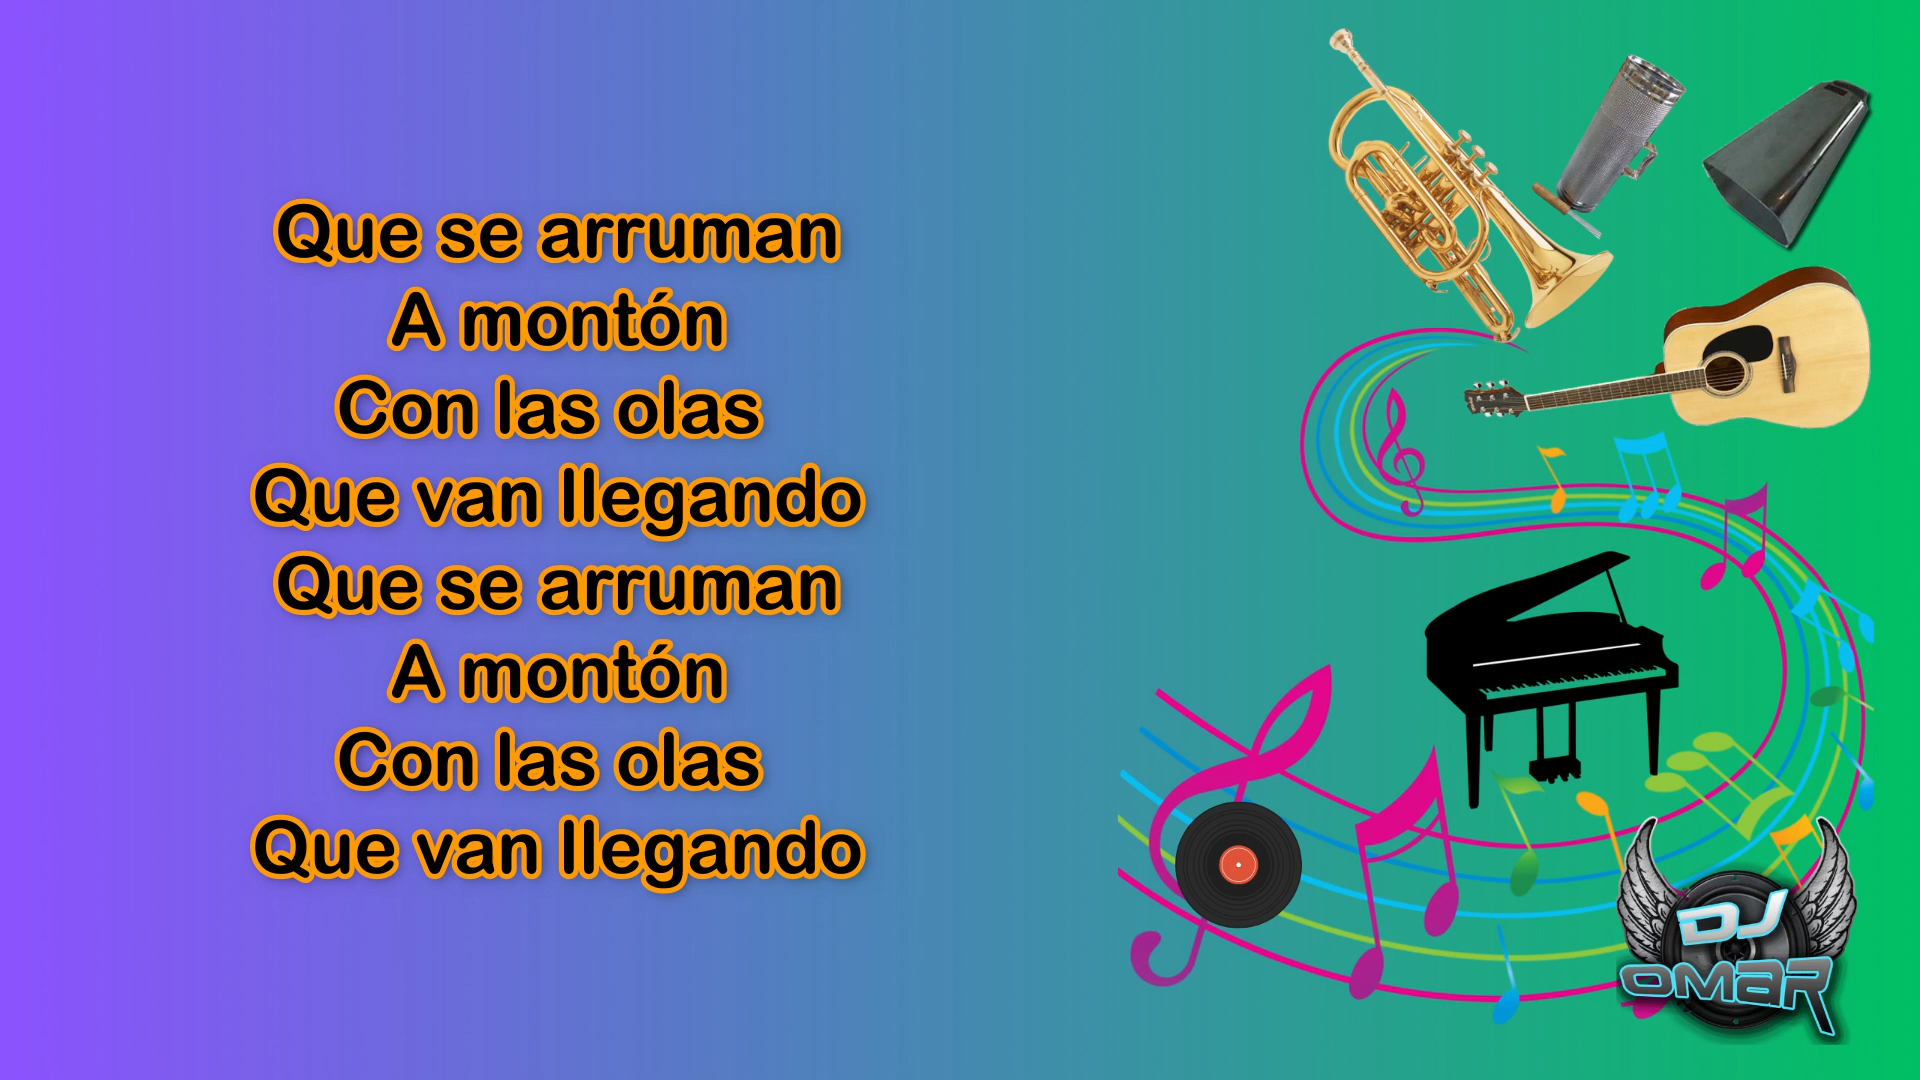 Que se arruman
A montón
Con las olas
Que van llegando
Que se arruman
A montón
Con las olas
Que van llegando
DJ
OMAR